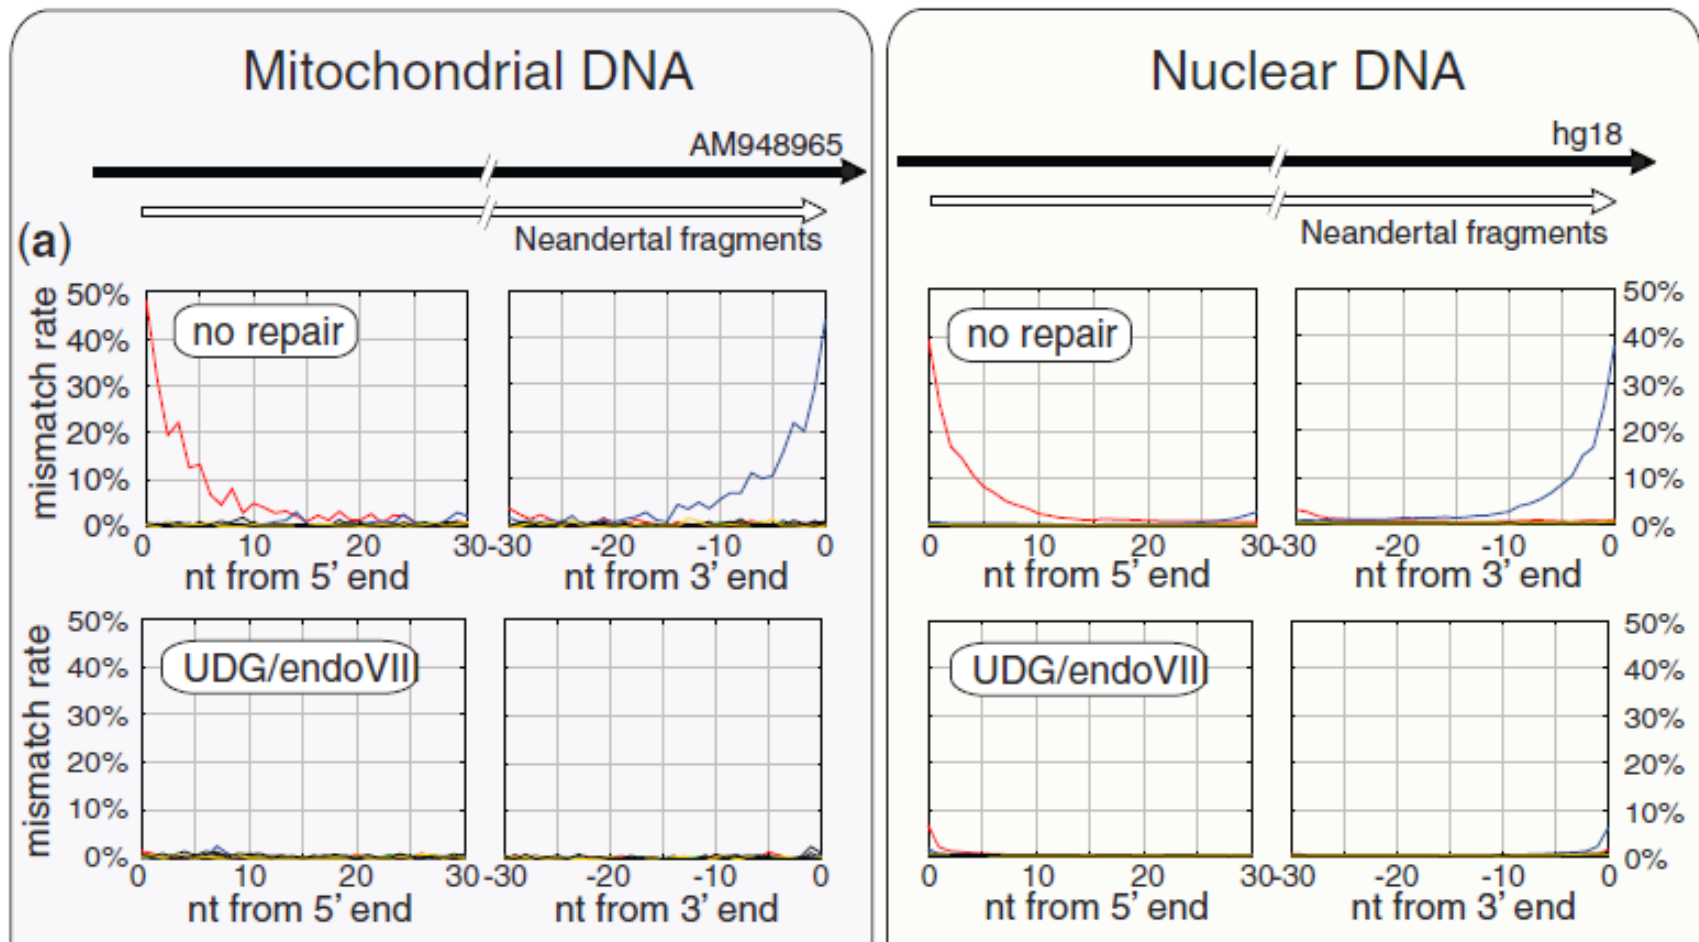 Mitochondrial DNA
AM948965
Neandertal fragments
(a)
mismatch rate
50%
40%
30%
20%
10%
0%
no repair
0 10 20 30 -30 -20 -10 0
nt from 5' end nt from 3' end
mismatch rate
50%
40%
30%
20%
10%
0%
UDG/endoVIII
0 10 20 30 -30 -20 -10 0
nt from 5' end nt from 3' end
Nuclear DNA
hg18
Neandertal fragments
no repair
50%
40%
30%
20%
10%
0%
0 10 20 30 -30 -20 -10 0
nt from 5' end nt from 3' end
UDG/endoVIII
50%
40%
30%
20%
10%
0%
0 10 20 30 -30 -20 -10 0
nt from 5' end nt from 3' end